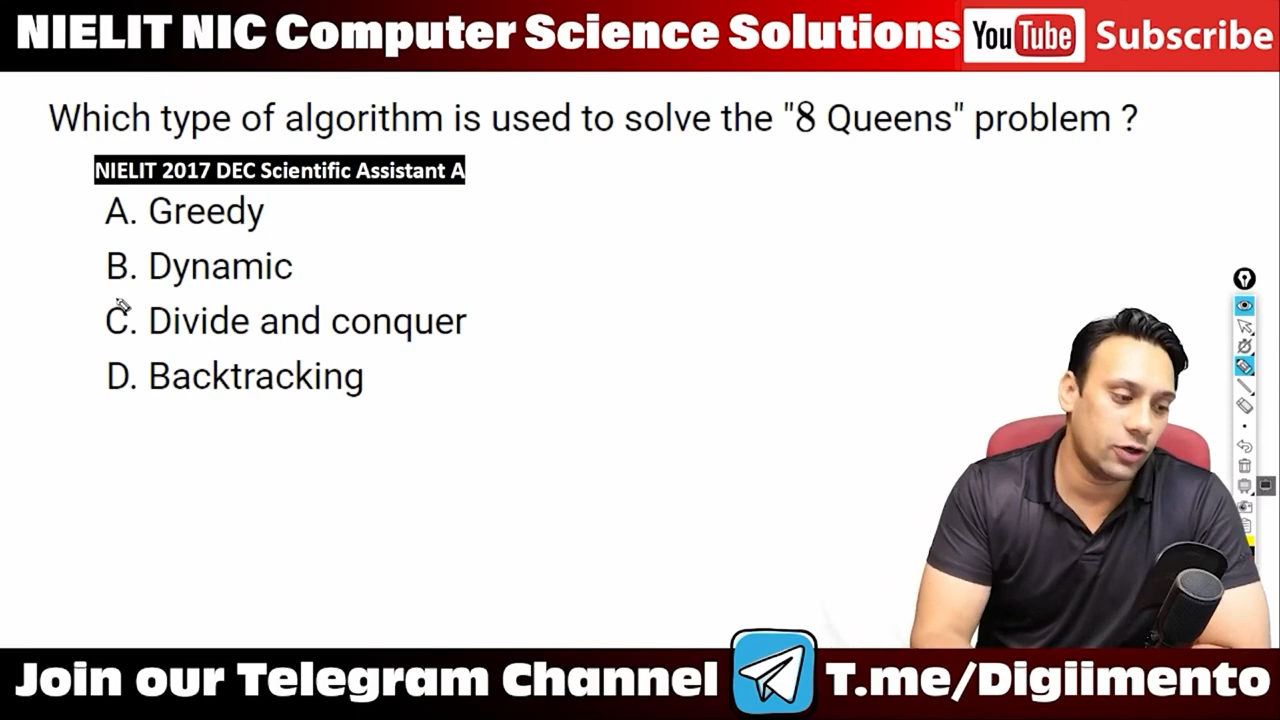 NIELIT NIC Computer Science Solutions YouTube Subscribe
Which type of algorithm is used to solve the "8 Queens" problem ?
NIELIT 2017 DEC Scientific Assistant A
A. Greedy
B. Dynamic
C. Divide and conquer
D. Backtracking
Join our Telegram Channel T.me/Digiimento